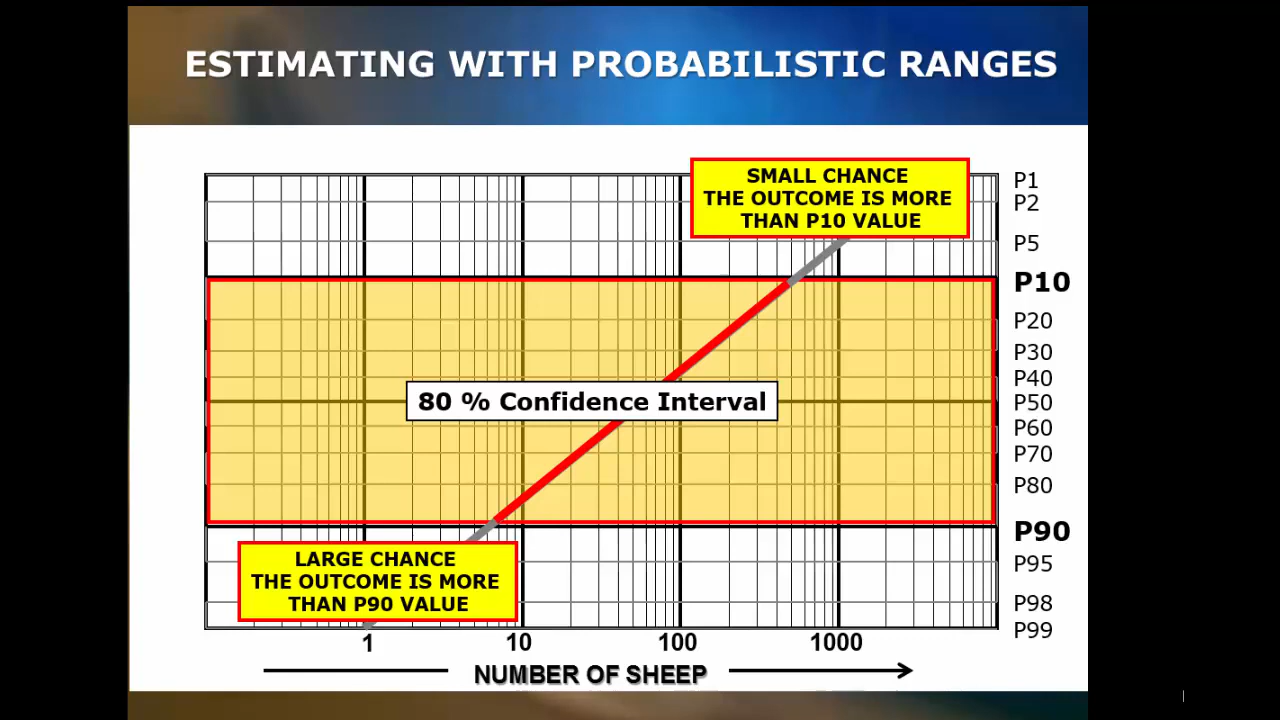 ESTIMATING WITH PROBABILISTIC RANGES
SMALL CHANCE
THE OUTCOME IS MORE
THAN P10 VALUE
P1
P2
P5
P10
P20
P30
P40
80 % Confidence Interval
P50
P60
P70
P80
P90
LARGE CHANCE
THE OUTCOME IS MORE
THAN P90 VALUE
P95
P98
P99
1 10 100 1000
NUMBER OF SHEEP